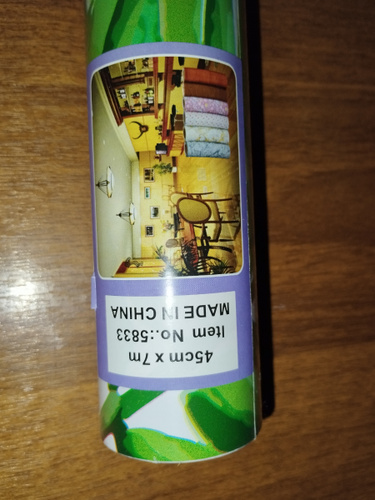 45cm x 7m
Item No.:5833
MADE IN CHINA